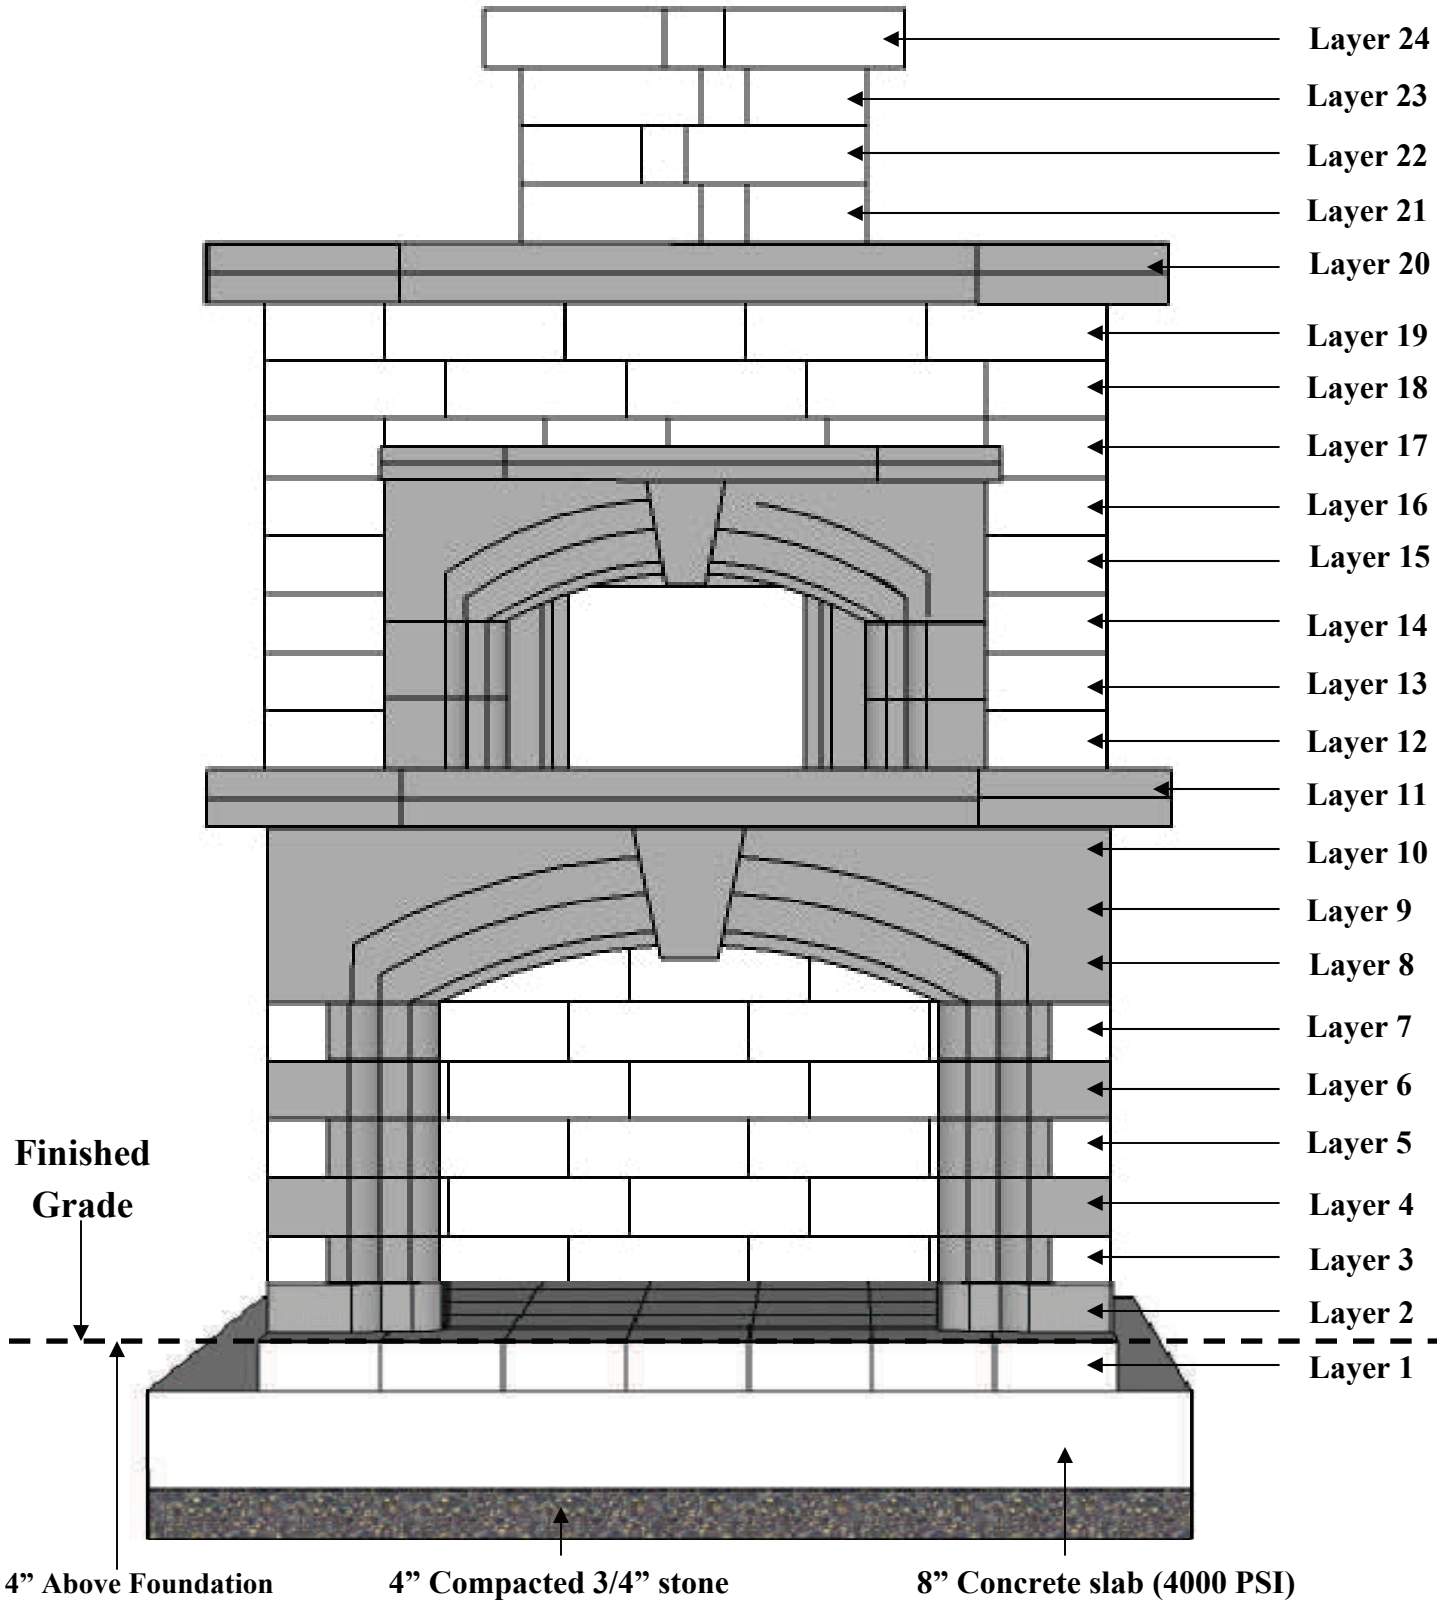 Layer 24
Layer 23
Layer 22
Layer 21
Layer 20
Layer 19
Layer 18
Layer 17
Layer 16
Layer 15
Layer 14
Layer 13
Layer 12
Layer 11
Layer 10
Layer 9
Layer 8
Layer 7
Layer 6
Layer 5
Layer 4
Layer 3
Layer 2
Layer 1
Finished
Grade
4” Above Foundation
4” Compacted 3/4” stone
8” Concrete slab (4000 PSI)